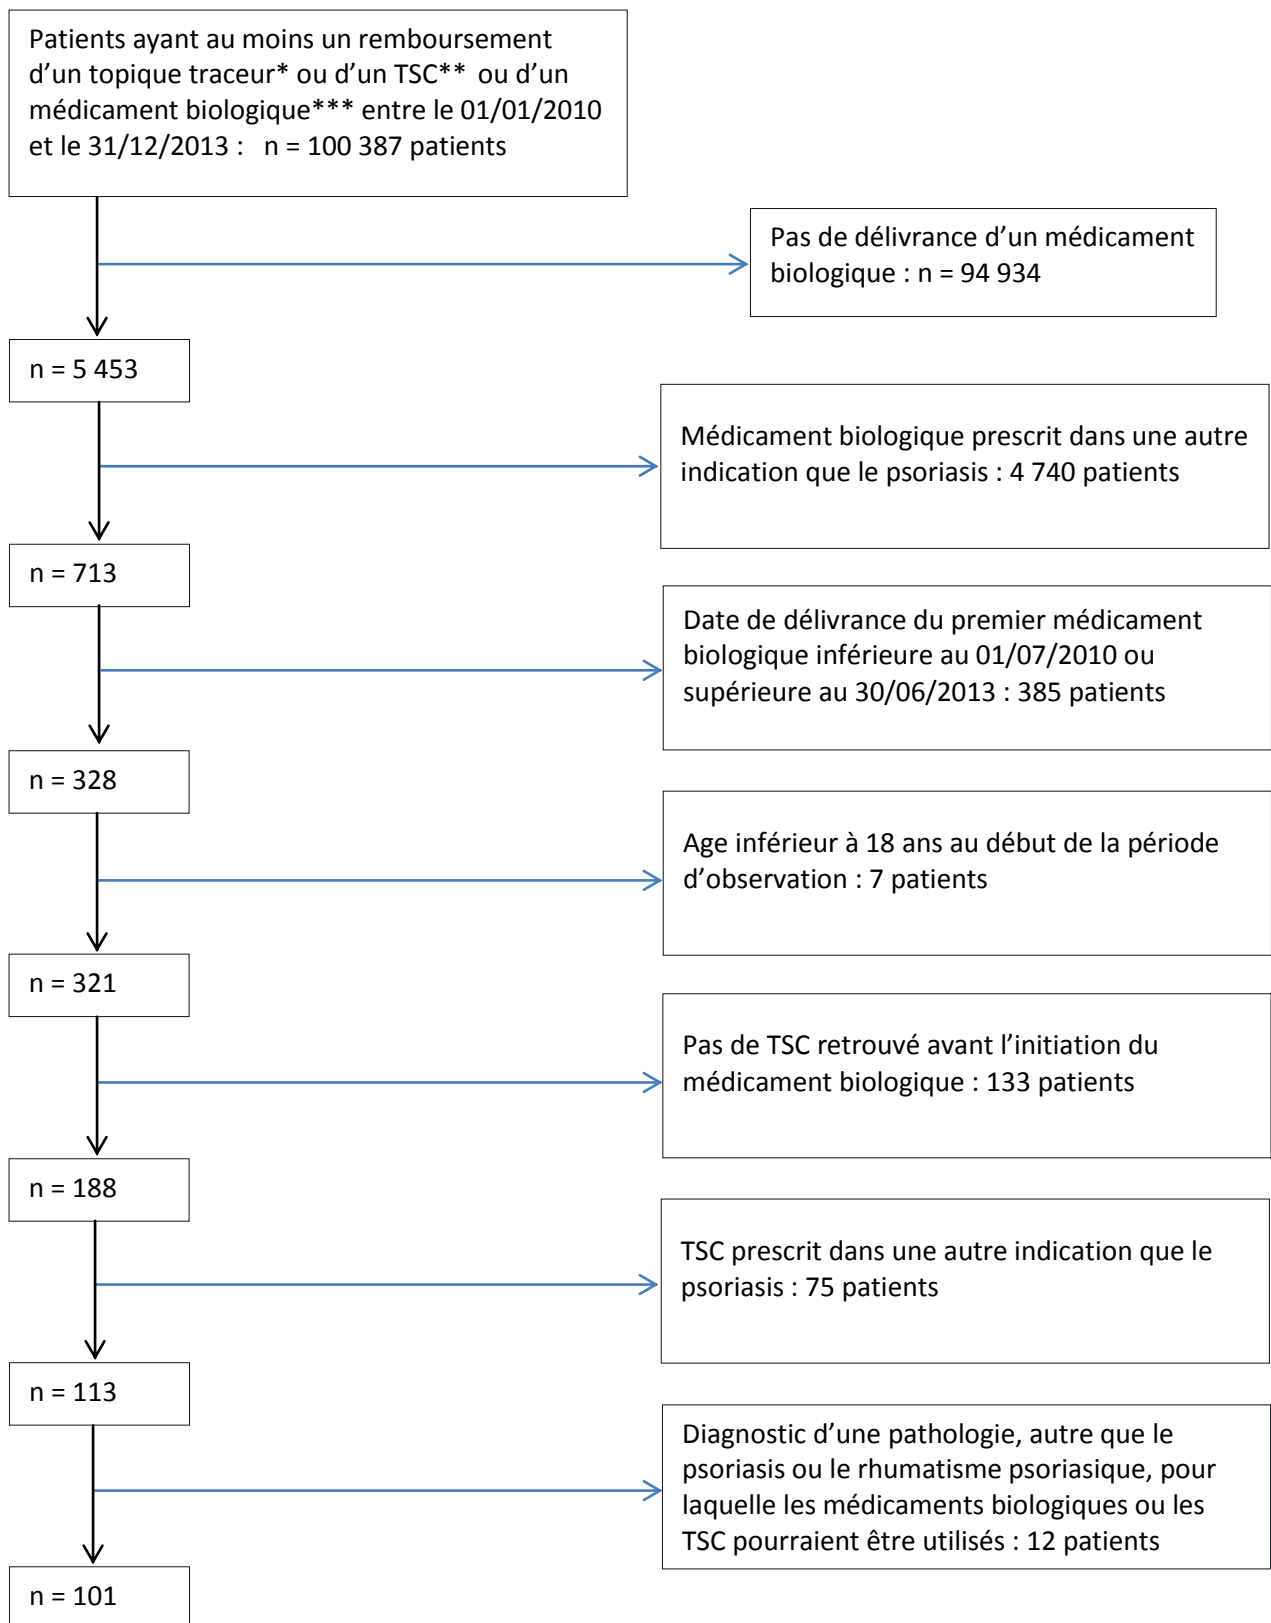 Patients ayant au moins un remboursement
d’un topique traceur* ou d’un TSC** ou d’un
médicament biologique*** entre le 01/01/2010
et le 31/12/2013 : n = 100 387 patients
Pas de délivrance d’un médicament
biologique : n = 94 934
n = 5 453
Médicament biologique prescrit dans une autre
indication que le psoriasis : 4 740 patients
n = 713
Date de délivrance du premier médicament
biologique inférieure au 01/07/2010 ou
supérieure au 30/06/2013 : 385 patients
n = 328
Age inférieur à 18 ans au début de la période
d’observation : 7 patients
n = 321
Pas de TSC retrouvé avant l’initiation du
médicament biologique : 133 patients
n = 188
TSC prescrit dans une autre indication que le
psoriasis : 75 patients
n = 113
Diagnostic d’une pathologie, autre que le
psoriasis ou le rhumatisme psoriasique, pour
laquelle les médicaments biologiques ou les
TSC pourraient être utilisés : 12 patients
n = 101